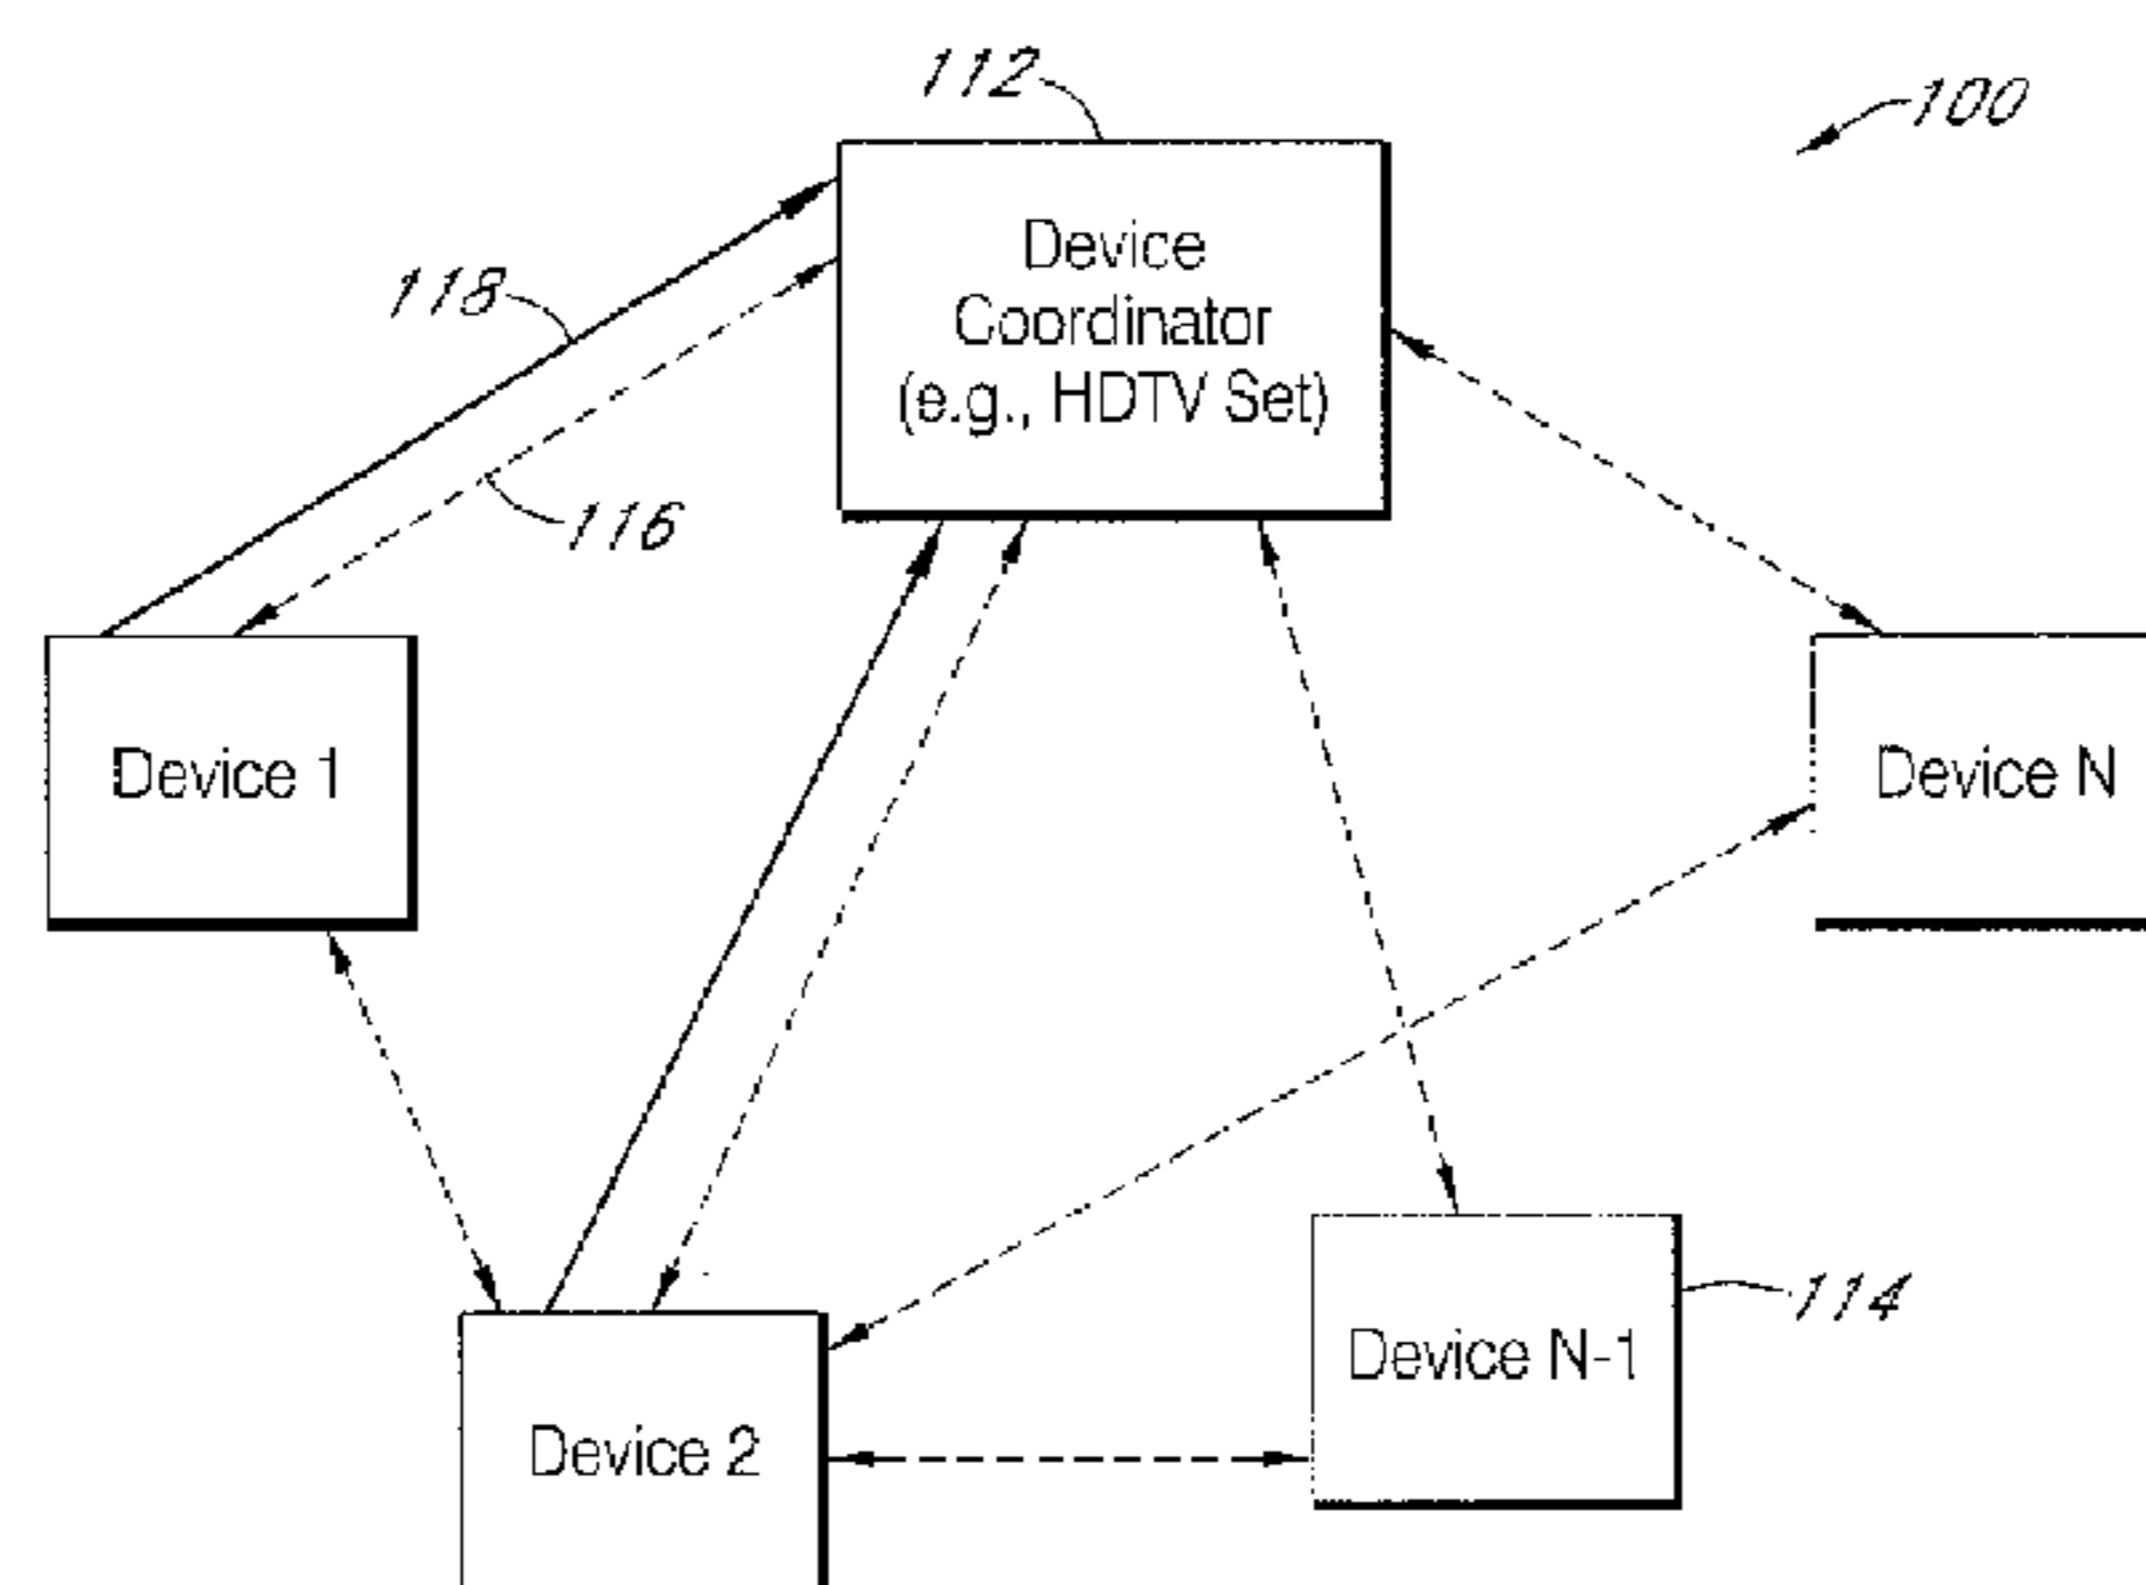 112
100
118
Device
Coordinator
(e.g., HDTV Set)
116
Device 1
Device N
Device N-1
114
Device 2